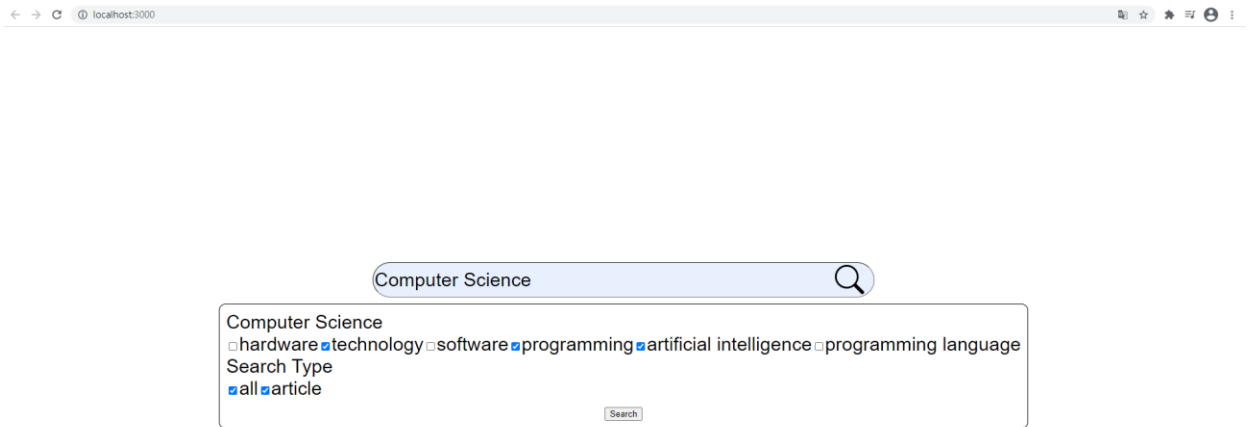 localhost:3000
Computer Science
Computer Science
hardware technology software programming artificial intelligence programming language
Search Type
all article
Search